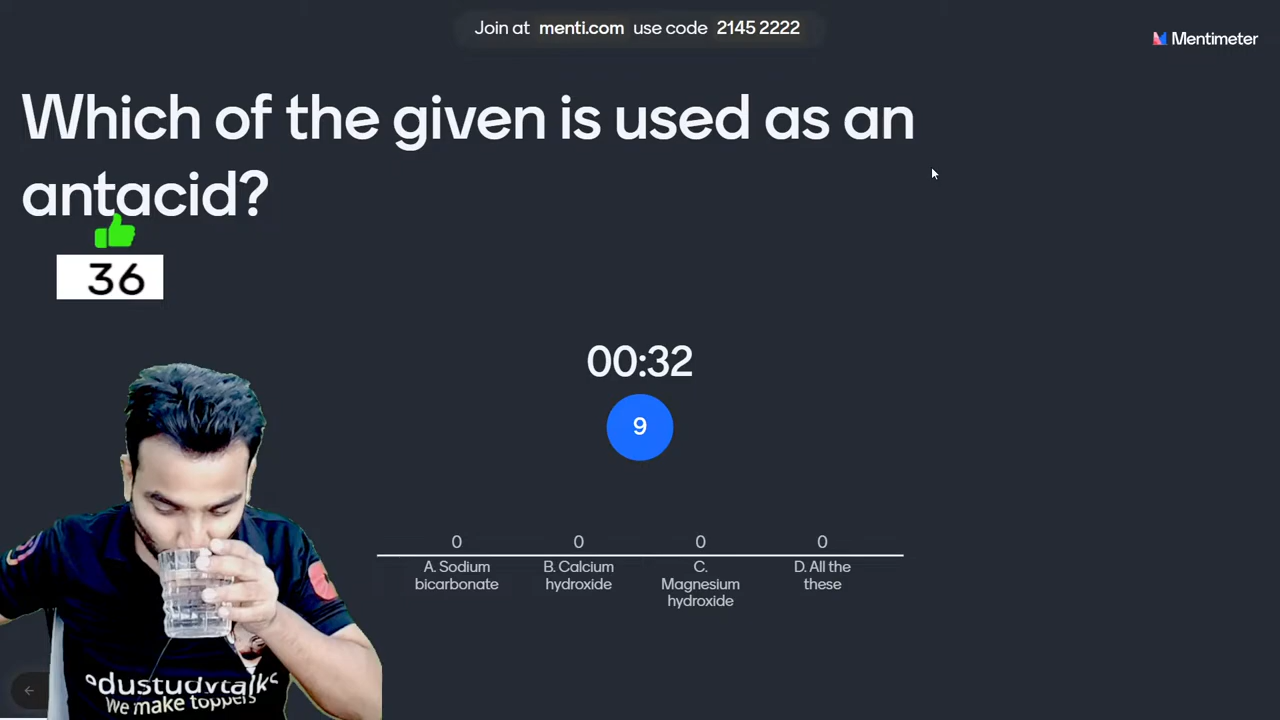 Join at menti.com use code 2145 2222
Mentimeter
Which of the given is used as an
antacid?
36
00:32
9
0 0 0 0
A. Sodium
bicarbonate
B. Calcium
hydroxide
C.
Magnesium
hydroxide
D. All the
these
edustudytalks
We make toppers